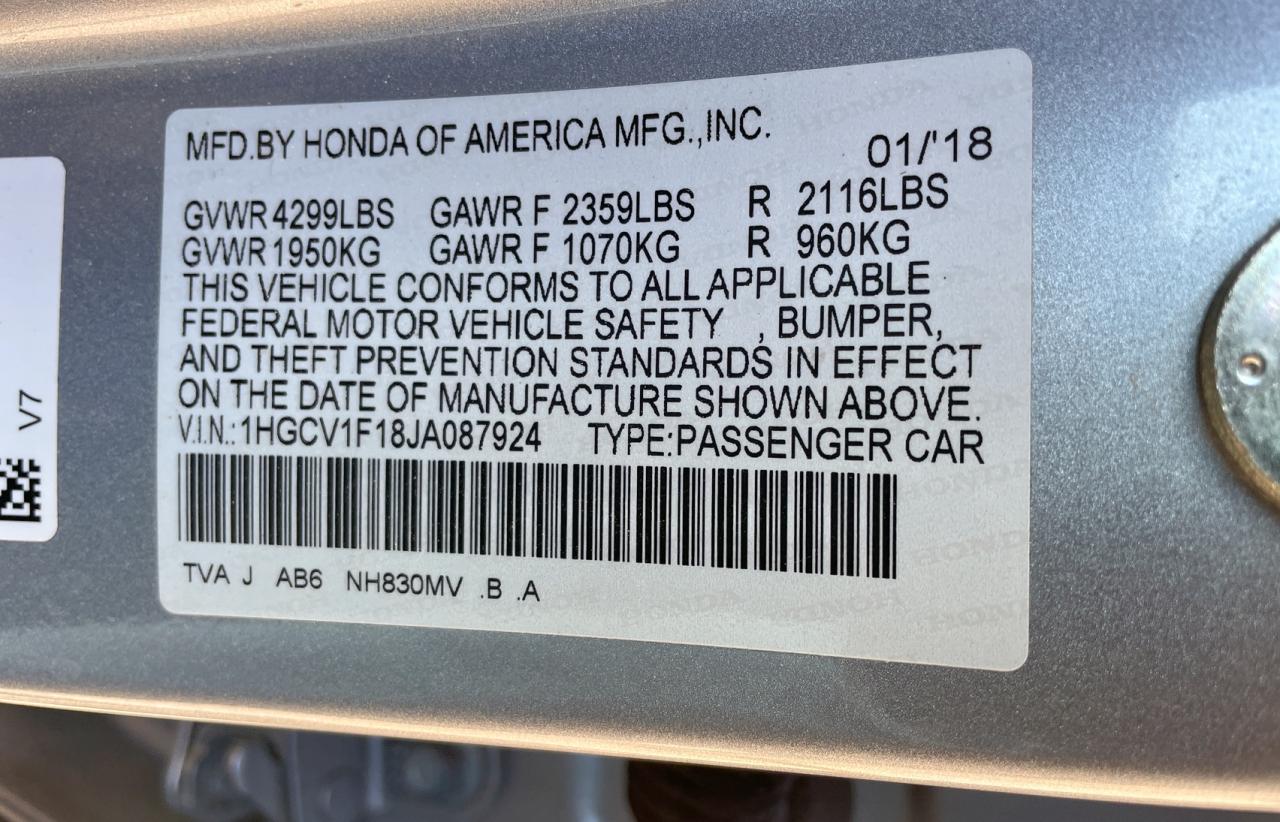 MFD.BY HONDA OF AMERICA MFG.,INC.
01/'18
GVWR 4299LBS GAWR F 2359LBS R 2116LBS
GVWR 1950KG GAWR F 1070KG R 960KG
THIS VEHICLE CONFORMS TO ALL APPLICABLE
FEDERAL MOTOR VEHICLE SAFETY , BUMPER,
AND THEFT PREVENTION STANDARDS IN EFFECT
ON THE DATE OF MANUFACTURE SHOWN ABOVE.
V.I.N.: 1HGCV1F18JA087924 TYPE:PASSENGER CAR
TVA J AB6 NH830MV .B .A
V7